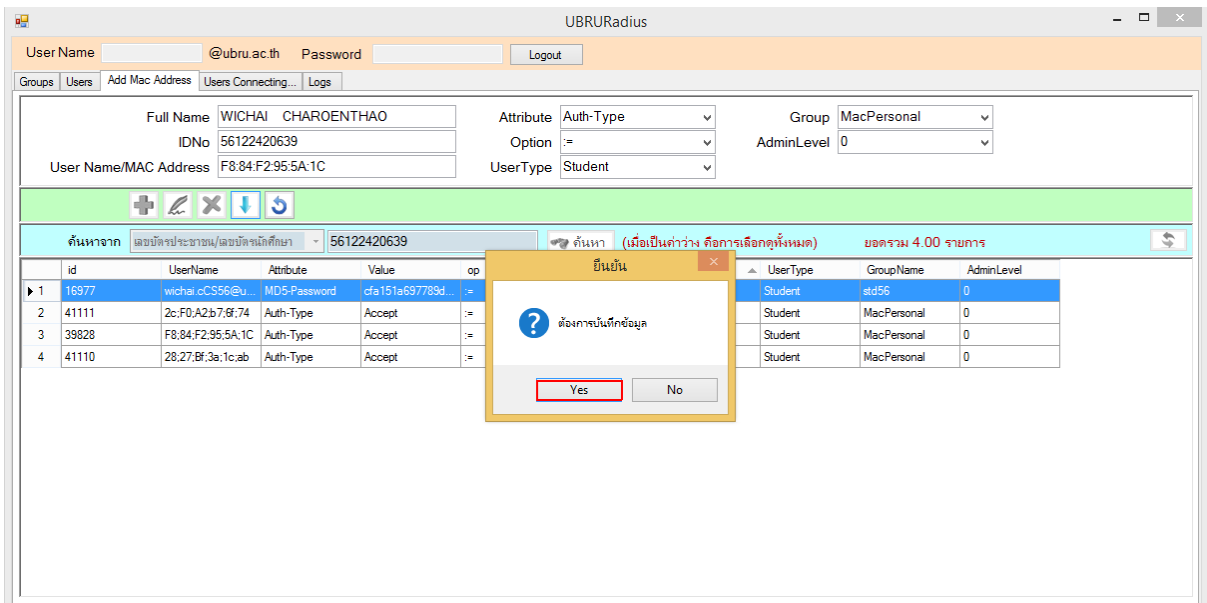 UBRURadius
User Name @ubru.ac.th Password Logout
Groups Users Add Mac Address Users Connecting... Logs
Full Name WICHAI CHAROENTHAO Attribute Auth-Type Group MacPersonal
IDNo 56122420639 Option := AdminLevel 0
User Name/MAC Address F8:84:F2:95:5A:1C UserType Student
ค้นหาจาก เลขบัตรประชาชน/เลขบัตรนักศึกษา 56122420639 ค้นหา (เมื่อเป็นค่าว่าง คือการเลือกดูทั้งหมด) ยอดรวม 4.00 รายการ
id UserName Attribute Value op UserType GroupName AdminLevel
1 16977 wichai.cCS56@u... MD5-Password cfa151a697789d... := Student std56 0
2 41111 2c;F0;A2;b7;6f;74 Auth-Type Accept := Student MacPersonal 0
3 39828 F8;84;F2;95;5A;1C Auth-Type Accept := Student MacPersonal 0
4 41110 28;27;Bf;3a;1c;ab Auth-Type Accept := Student MacPersonal 0
ยืนยัน
ต้องการบันทึกข้อมูล
Yes No